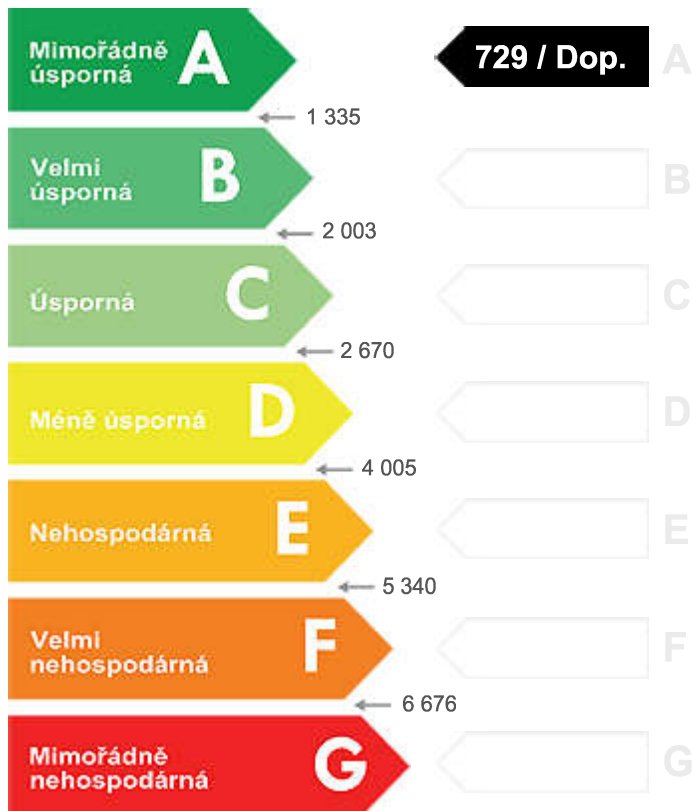 Mimořádně
úsporná
A
729 / Dop.
A
1 335
Velmi
úsporná
B
B
2 003
Úsporná
C
C
2 670
Méně úsporná
D
D
4 005
Nehospodárná
E
E
5 340
Velmi
nehospodárná
F
F
6 676
Mimořádně
nehospodárná
G
G